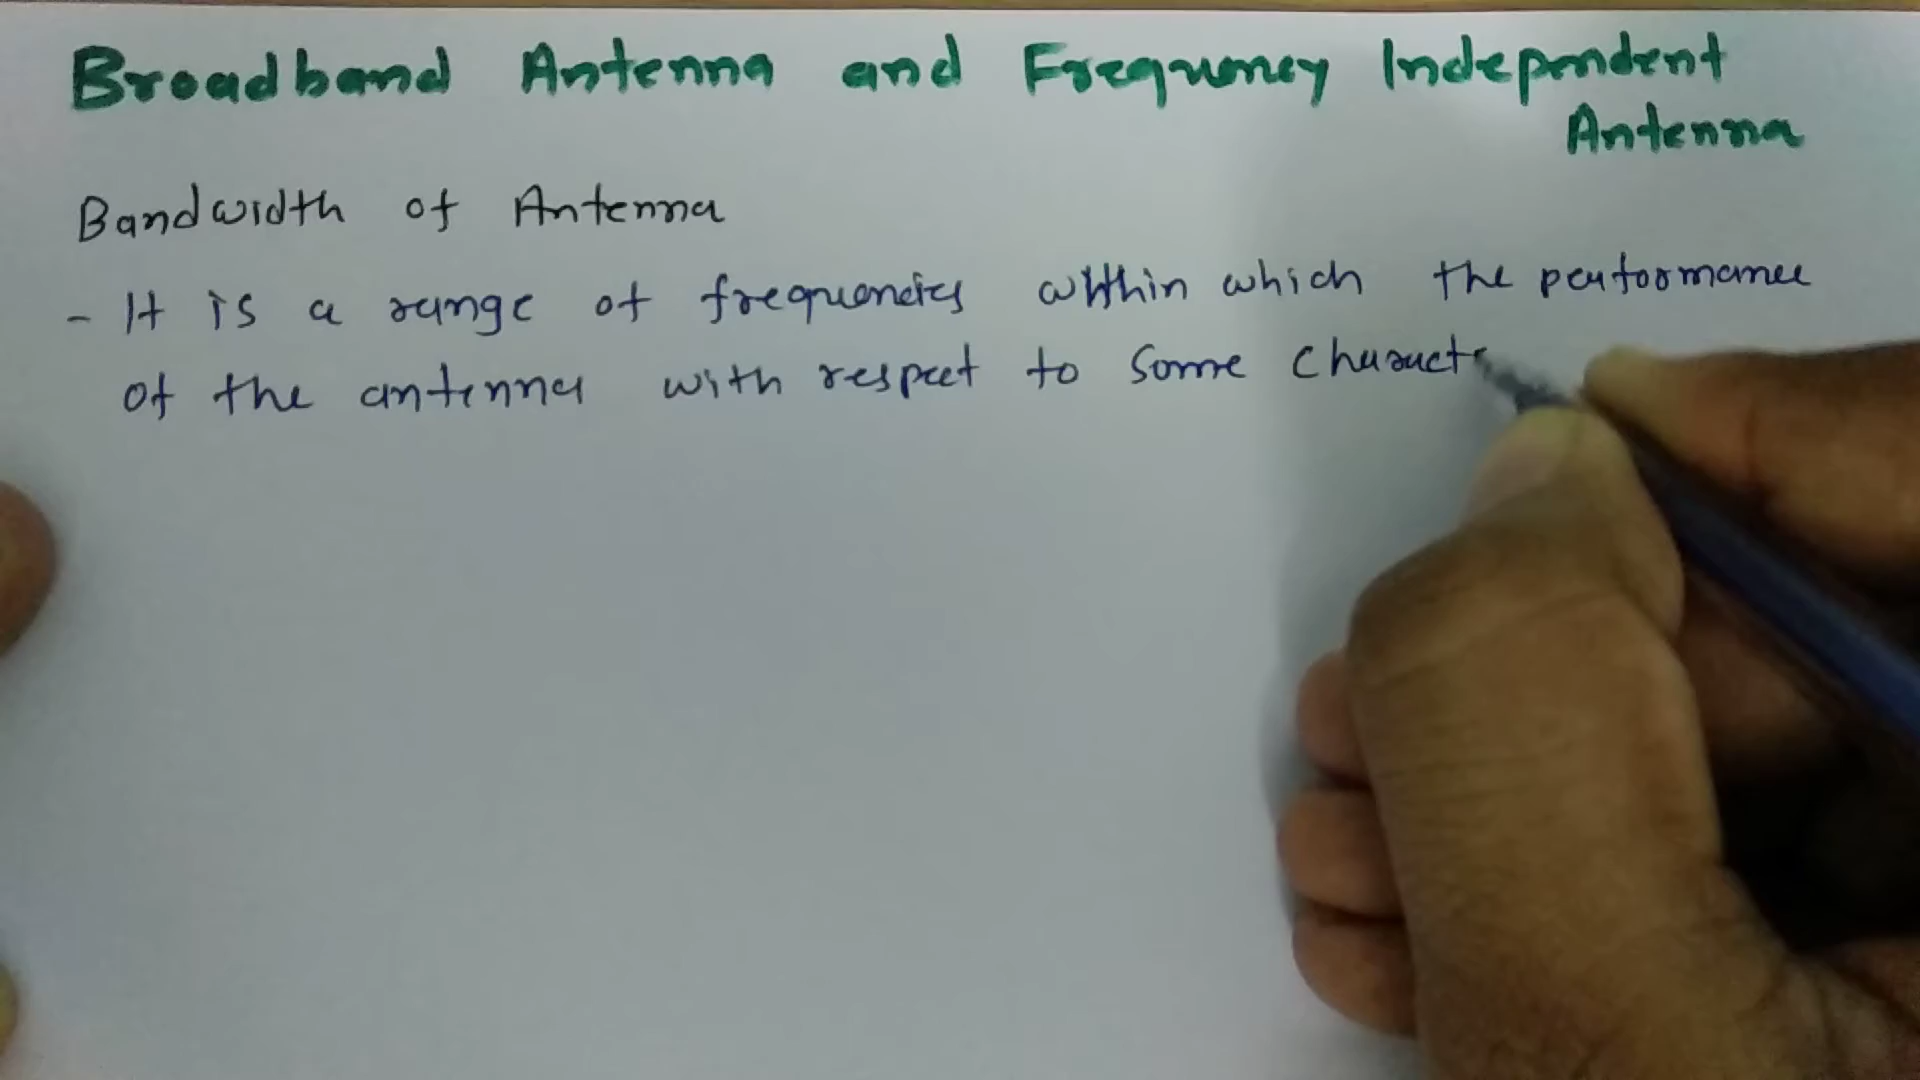 Broadband Antenna and Frequency Independent
Antenna
Bandwidth of Antenna
- It is a range of frequencies within which the performance
of the antenna with respect to some charact